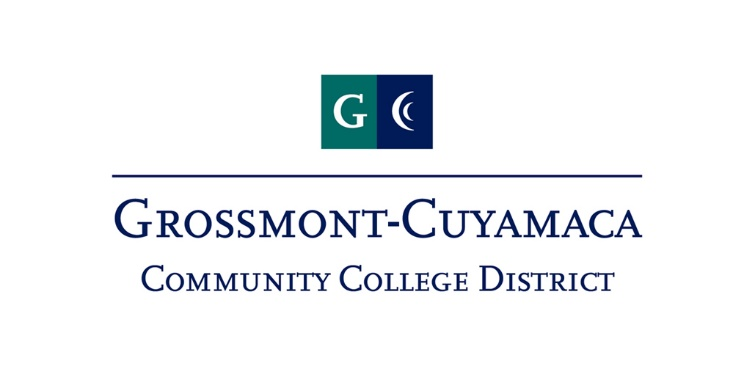 G
GROSSMONT-CUYAMACA
COMMUNITY COLLEGE DISTRICT